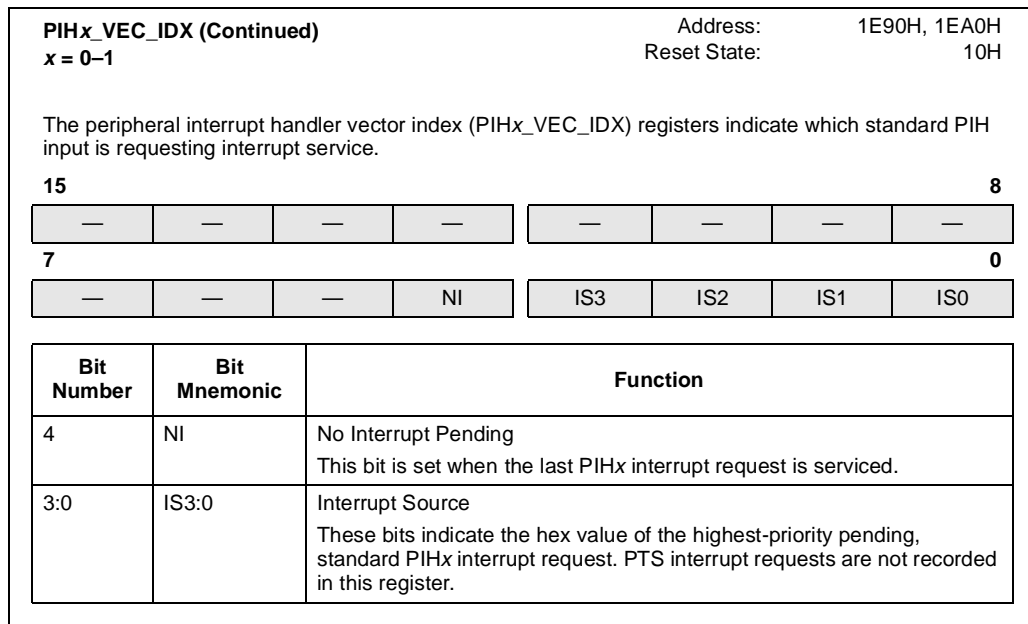 PIHx_VEC_IDX (Continued) Address: 1E90H, 1EA0H
x = 0–1 Reset State: 10H
The peripheral interrupt handler vector index (PIHx_VEC_IDX) registers indicate which standard PIH
input is requesting interrupt service.
15 8
— — — — — — — —
7 0
— — — NI IS3 IS2 IS1 IS0
Bit Number Bit Mnemonic Function
4 NI No Interrupt Pending
This bit is set when the last PIHx interrupt request is serviced.
3:0 IS3:0 Interrupt Source
These bits indicate the hex value of the highest-priority pending,
standard PIHx interrupt request. PTS interrupt requests are not recorded
in this register.